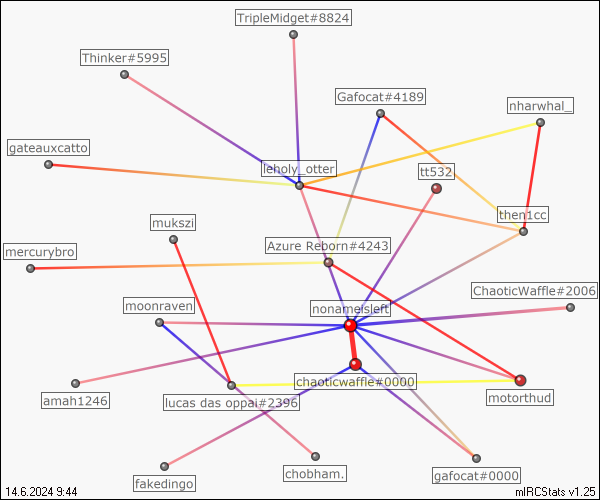 TripleMidget#8824
Thinker#5995
Gafocat#4189
nharwhal_
gateauxcatto
leholy_otter
tt532
then1cc
mukszi
Azure Reborn#4243
mercurybro
ChaoticWaffle#2006
moonraven
nonameisleft
chaoticwaffle#0000
amah1246
lucas das oppai#2396
motorthud
fakedingo
chobham.
gafocat#0000
14.6.2024 9:44
mIRCStats v1.25